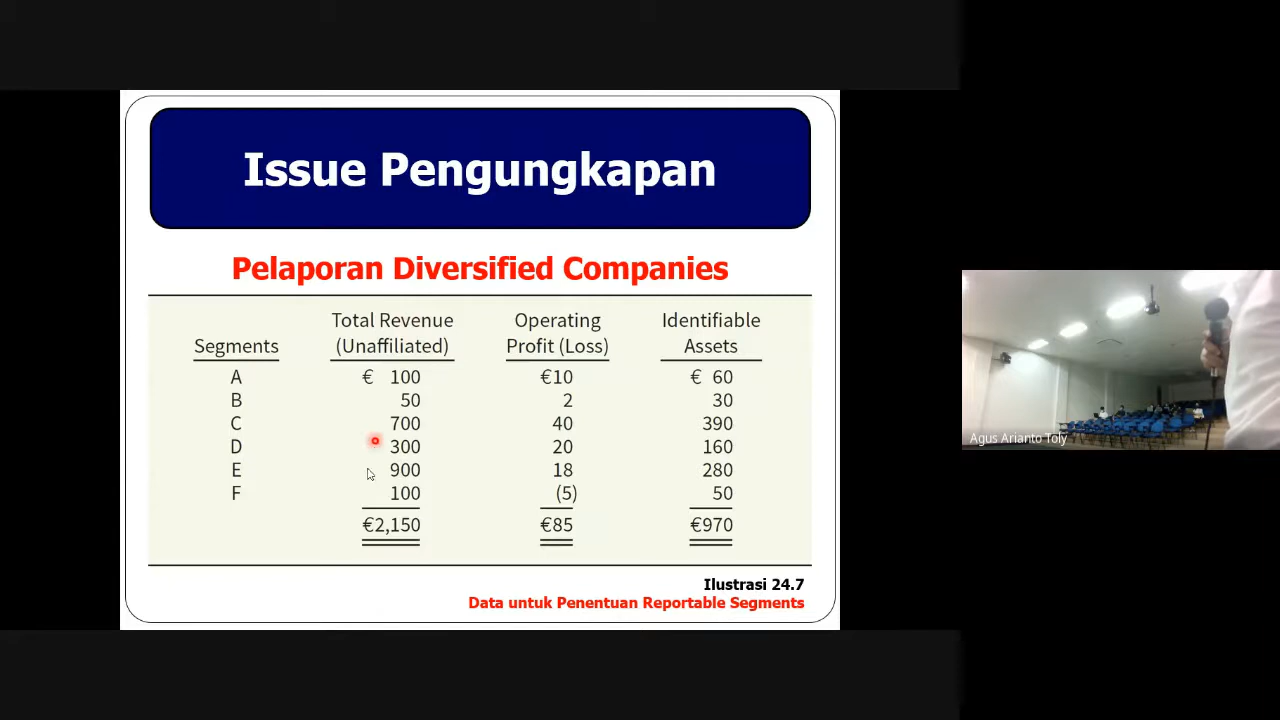 Issue Pengungkapan
Pelaporan Diversified Companies
Segments Total Revenue (Unaffiliated) Operating Profit (Loss) Identifiable Assets
A € 100 €10 € 60
B 50 2 30
C 700 40 390
D 300 20 160
E 900 18 280
F 100 (5) 50
€2,150 €85 €970
Ilustrasi 24.7
Data untuk Penentuan Reportable Segments
Agus Arianto Toly